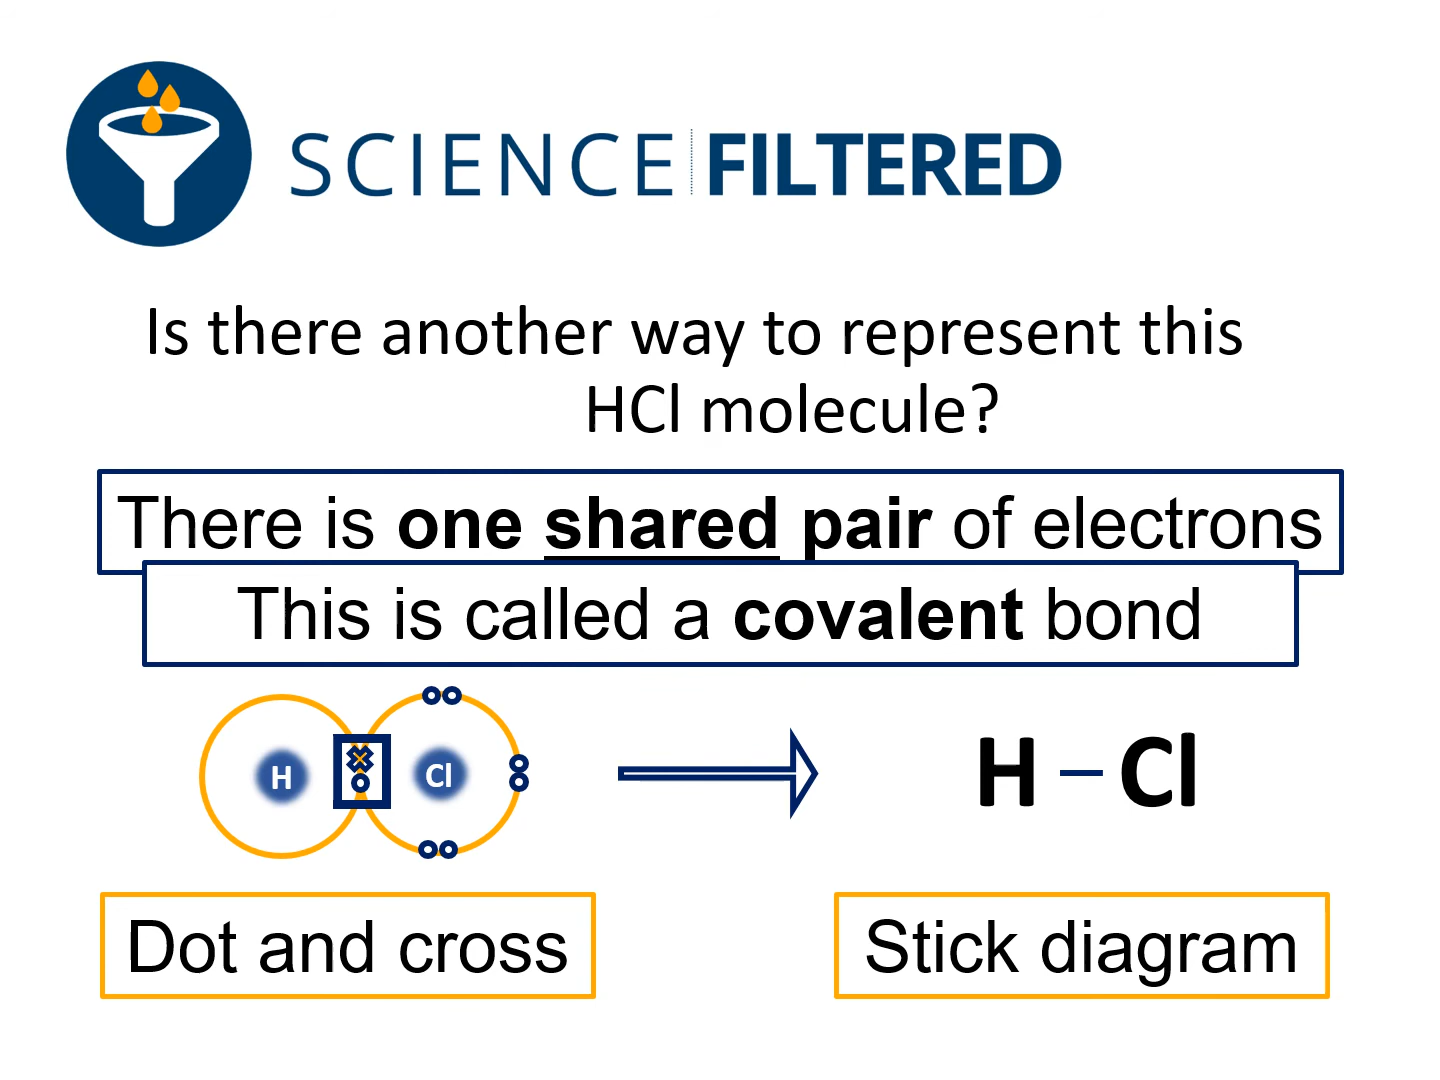 SCIENCE FILTERED
Is there another way to represent this
HCl molecule?
There is one shared pair of electrons
This is called a covalent bond
H Cl
H – Cl
Dot and cross
Stick diagram